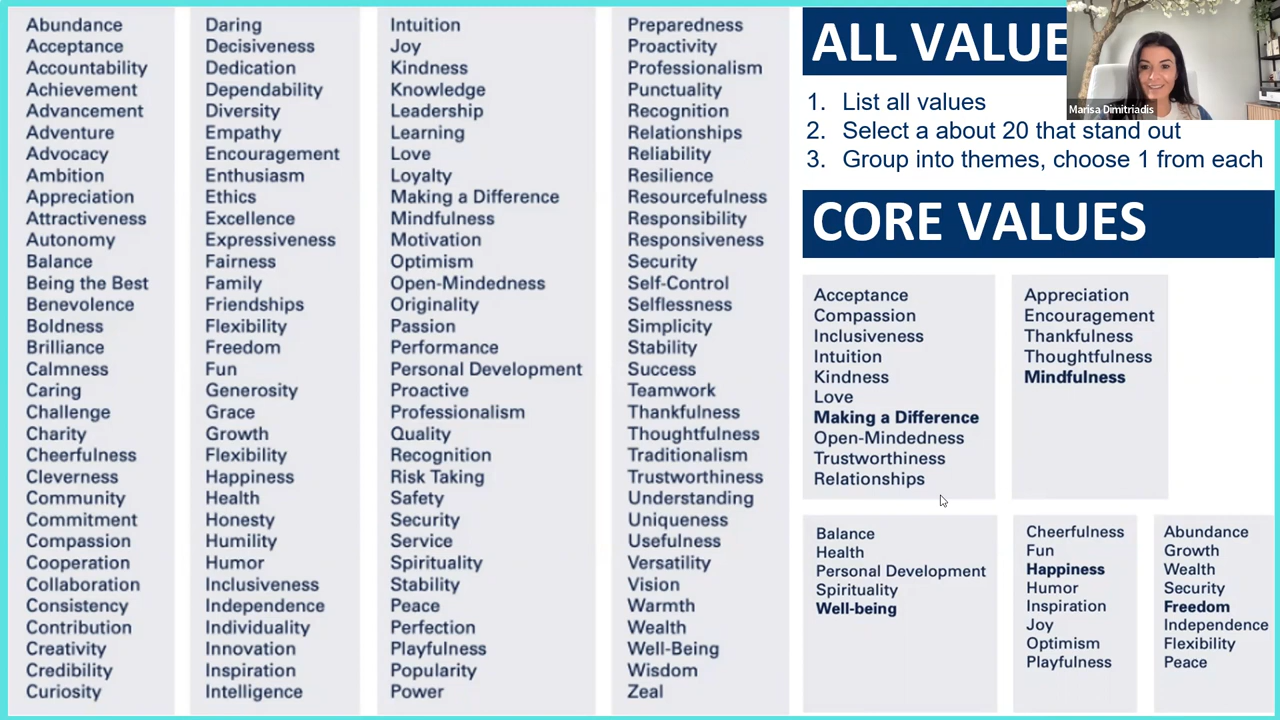 Abundance
Acceptance
Accountability
Achievement
Advancement
Adventure
Advocacy
Ambition
Appreciation
Attractiveness
Autonomy
Balance
Being the Best
Benevolence
Boldness
Brilliance
Calmness
Caring
Challenge
Charity
Cheerfulness
Cleverness
Community
Commitment
Compassion
Cooperation
Collaboration
Consistency
Contribution
Creativity
Credibility
Curiosity
Daring
Decisiveness
Dedication
Dependability
Diversity
Empathy
Encouragement
Enthusiasm
Ethics
Excellence
Expressiveness
Fairness
Family
Friendships
Flexibility
Freedom
Fun
Generosity
Grace
Growth
Flexibility
Happiness
Health
Honesty
Humility
Humor
Inclusiveness
Independence
Individuality
Innovation
Inspiration
Intelligence
Intuition
Joy
Kindness
Knowledge
Leadership
Learning
Love
Loyalty
Making a Difference
Mindfulness
Motivation
Optimism
Open-Mindedness
Originality
Passion
Performance
Personal Development
Proactive
Professionalism
Quality
Recognition
Risk Taking
Safety
Security
Service
Spirituality
Stability
Peace
Perfection
Playfulness
Popularity
Power
Preparedness
Proactivity
Professionalism
Punctuality
Recognition
Relationships
Reliability
Resilience
Resourcefulness
Responsibility
Responsiveness
Security
Self-Control
Selflessness
Simplicity
Stability
Success
Teamwork
Thankfulness
Thoughtfulness
Traditionalism
Trustworthiness
Understanding
Uniqueness
Usefulness
Versatility
Vision
Warmth
Wealth
Well-Being
Wisdom
Zeal
ALL VALUE
Marisa Dimitriadis
1. List all values
2. Select a about 20 that stand out
3. Group into themes, choose 1 from each
CORE VALUES
Acceptance
Compassion
Inclusiveness
Intuition
Kindness
Love
Making a Difference
Open-Mindedness
Trustworthiness
Relationships
Appreciation
Encouragement
Thankfulness
Thoughtfulness
Mindfulness
Balance
Health
Personal Development
Spirituality
Well-being
Cheerfulness
Fun
Happiness
Humor
Inspiration
Joy
Optimism
Playfulness
Abundance
Growth
Wealth
Security
Freedom
Independence
Flexibility
Peace